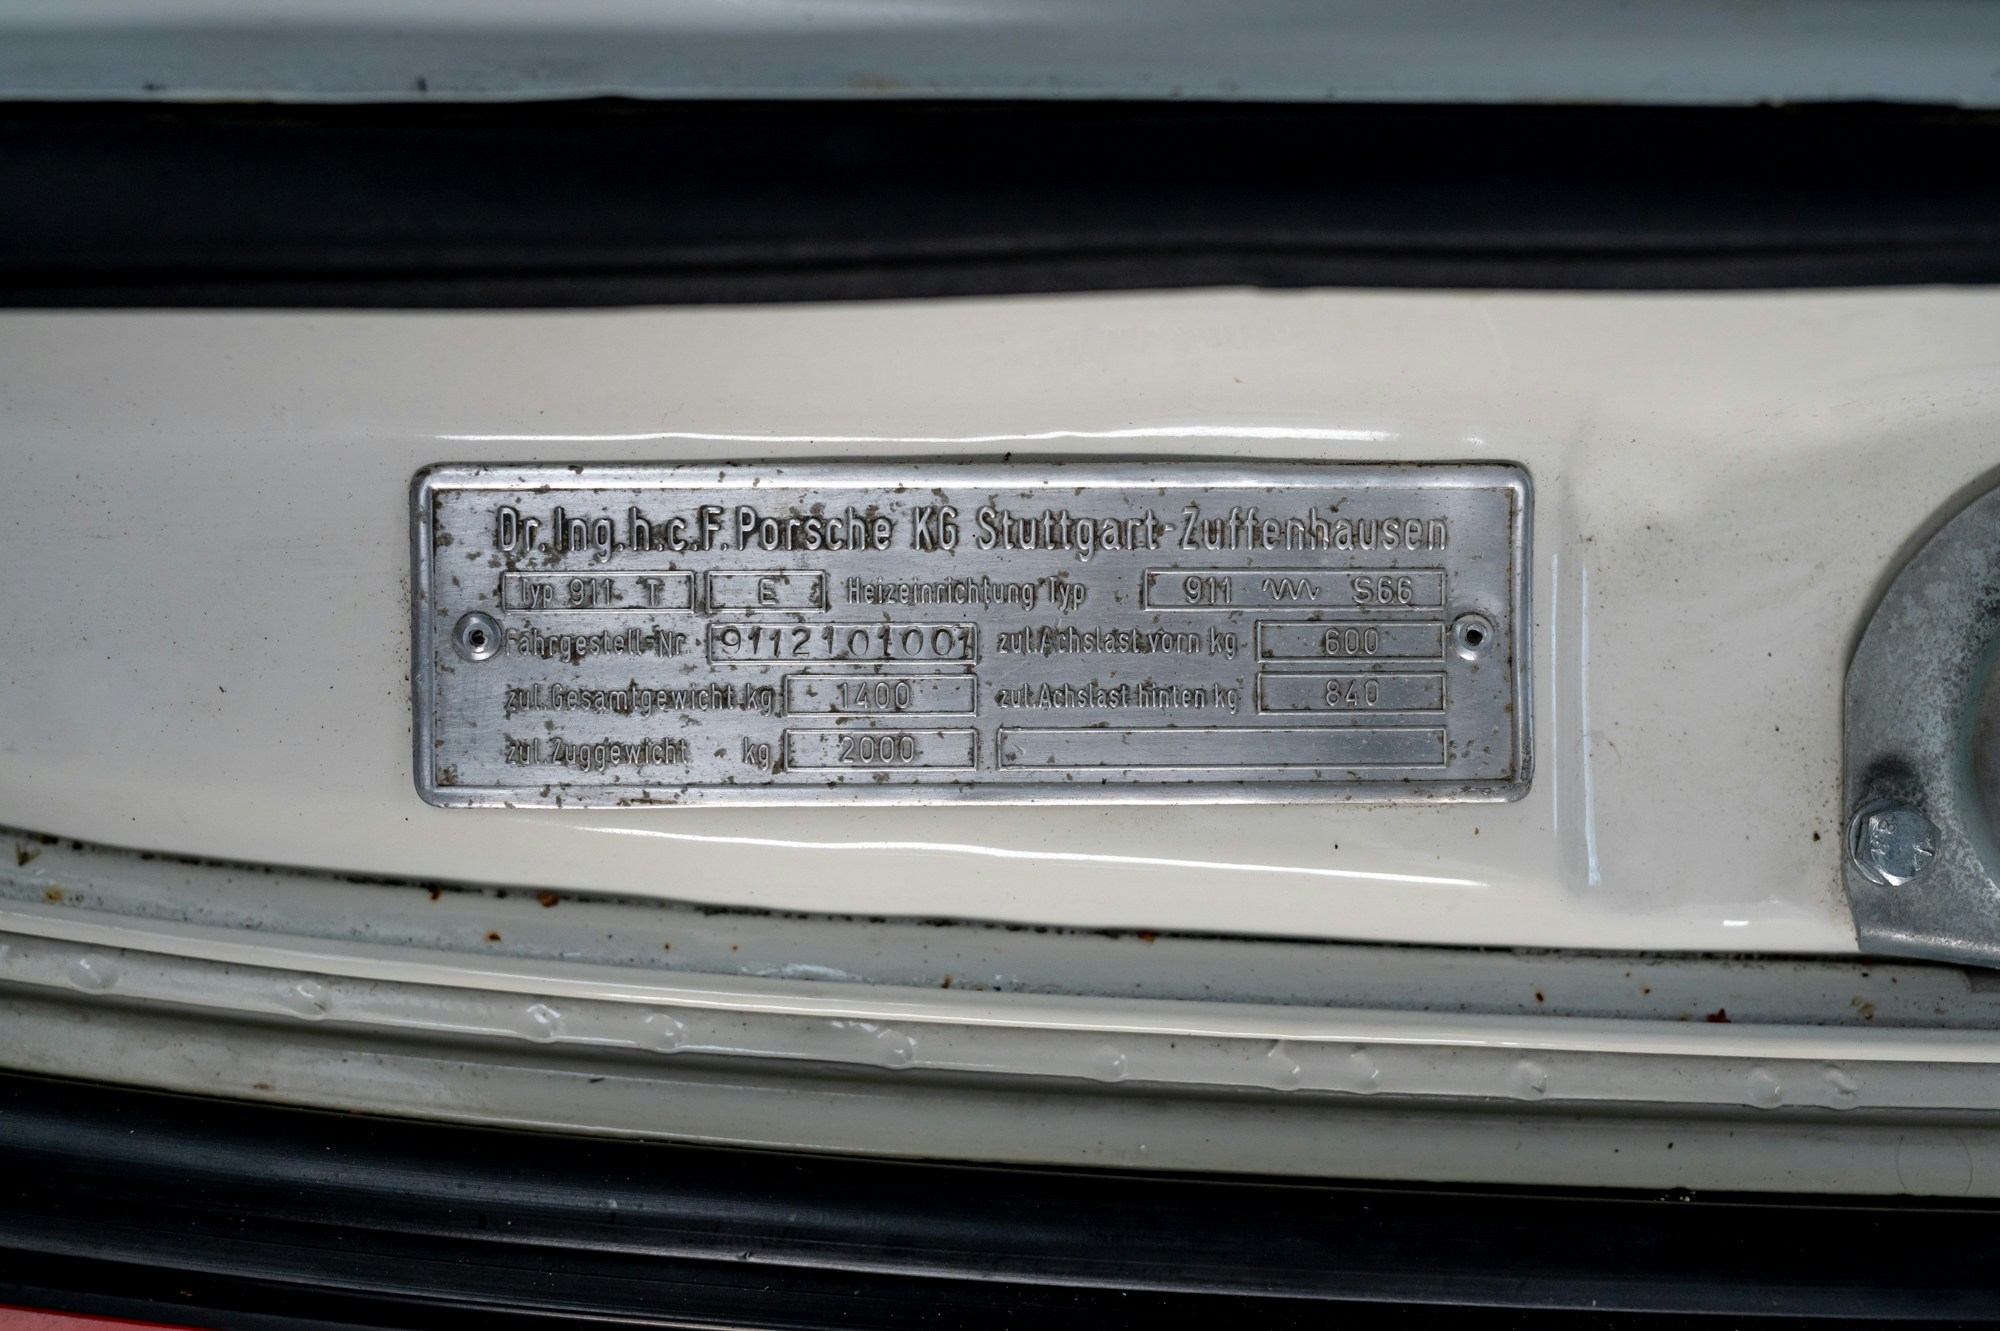 Dr. Ing. h.c. F. Porsche KG Stuttgart-Zuffenhausen
Typ 911 T E Heizeinrichtung Typ 911 S66
Fahrgestell-Nr. 9112101001 zul. Achslast vorn kg 600
zul. Gesamtgewicht kg 1400 zul. Achslast hinten kg 840
zul. Zuggewicht kg 2000